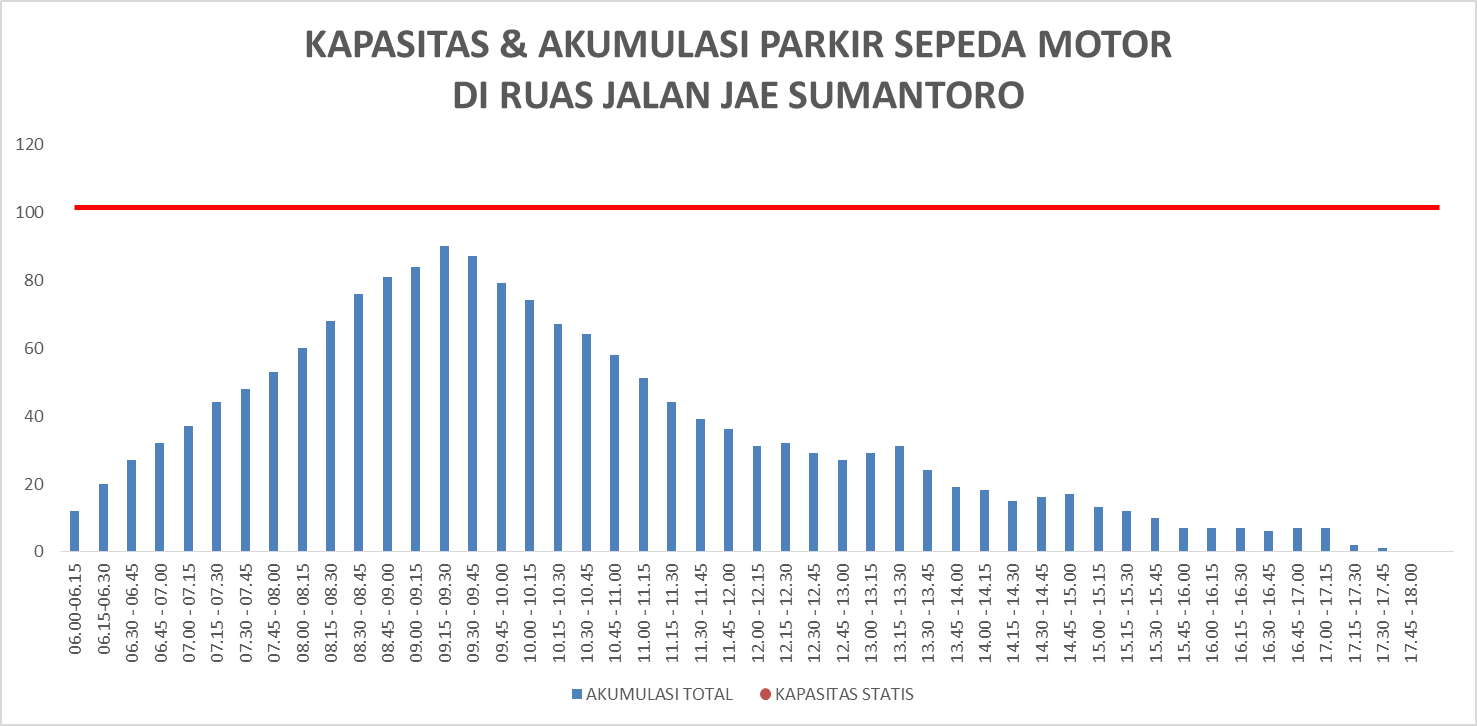 KAPASITAS & AKUMULASI PARKIR SEPEDA MOTOR
DI RUAS JALAN JAE SUMANTORO
120
100
80
60
40
20
0
06.00-06.15
06.15-06.30
06.30 - 06.45
06.45 - 07.00
07.00 - 07.15
07.15 - 07.30
07.30 - 07.45
07.45 - 08.00
08.00 - 08.15
08.15 - 08.30
08.30 - 08.45
08.45 - 09.00
09.00 - 09.15
09.15 - 09.30
09.30 - 09.45
09.45 - 10.00
10.00 - 10.15
10.15 - 10.30
10.30 - 10.45
10.45 - 11.00
11.00 - 11.15
11.15 - 11.30
11.30 - 11.45
11.45 - 12.00
12.00 - 12.15
12.15 - 12.30
12.30 - 12.45
12.45 - 13.00
13.00 - 13.15
13.15 - 13.30
13.30 - 13.45
13.45 - 14.00
14.00 - 14.15
14.15 - 14.30
14.30 - 14.45
14.45 - 15.00
15.00 - 15.15
15.15 - 15.30
15.30 - 15.45
15.45 - 16.00
16.00 - 16.15
16.15 - 16.30
16.30 - 16.45
16.45 - 17.00
17.00 - 17.15
17.15 - 17.30
17.30 - 17.45
17.45 - 18.00
AKUMULASI TOTAL
KAPASITAS STATIS